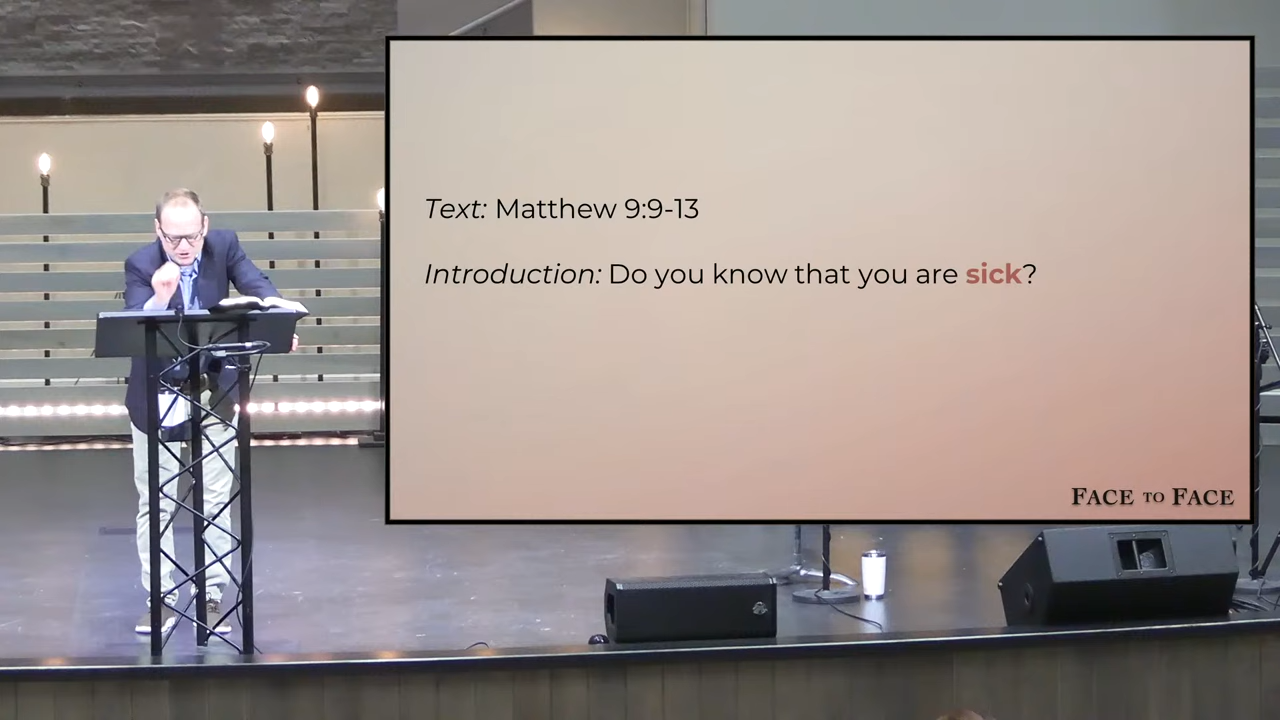 Text: Matthew 9:9-13
Introduction: Do you know that you are sick?
FACE TO FACE